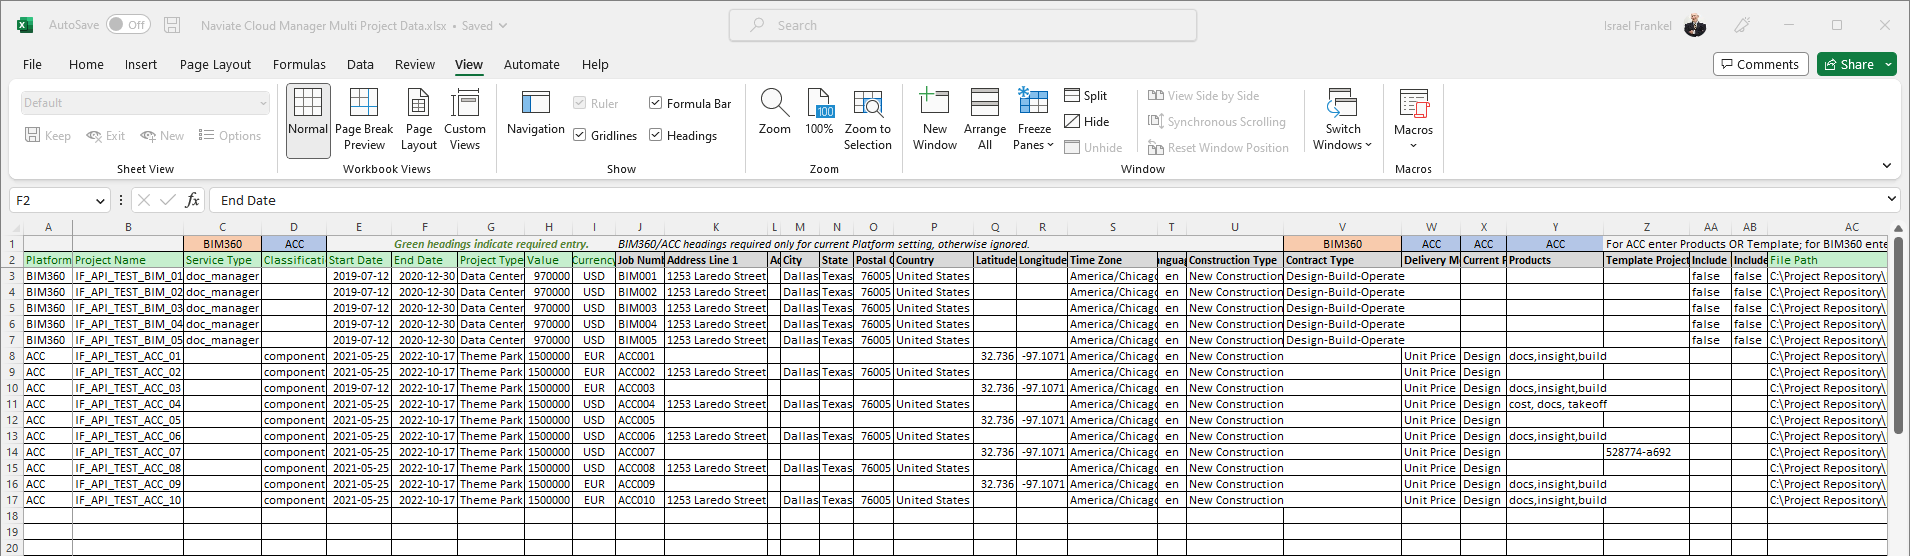 AutoSave Off Naviate Cloud Manager Multi Project Data.xlsx • Saved Search Israel Frankel
File Home Insert Page Layout Formulas Data Review View Automate Help Comments Share
Default
Keep Exit New Options
Sheet View
Normal Page Break Preview Page Layout Custom Views
Workbook Views
Navigation Ruler Formula Bar
Gridlines Headings
Show
Zoom 100% Zoom to Selection
Zoom
New Window Arrange All Freeze Panes
Split
Hide
Unhide
View Side by Side
Synchronous Scrolling
Reset Window Position
Switch Windows
Window
Macros
Macros
F2 fx End Date
A B C D E F G H I J K L M N O P Q R S T U V W X Y Z AA AB AC
1 BIM360 ACC Green headings indicate required entry. BIM360/ACC headings required only for current Platform setting, otherwise ignored. BIM360 ACC ACC ACC For ACC enter Products OR Template; for BIM360 ente
2 Platform Project Name Service Type Classificati Start Date End Date Project Type Value Currency Job Numb Address Line 1 Ad City State Postal C Country Latitude Longitude Time Zone anguag Construction Type Contract Type Delivery M Current P Products Template Project Include Include File Path
3 BIM360 IF_API_TEST_BIM_01 doc_manager 2019-07-12 2020-12-30 Data Center 970000 USD BIM001 1253 Laredo Street Dallas Texas 76005 United States America/Chicago en New Construction Design-Build-Operate false false C:\Project Repository\
4 BIM360 IF_API_TEST_BIM_02 doc_manager 2019-07-12 2020-12-30 Data Center 970000 USD BIM002 1253 Laredo Street Dallas Texas 76005 United States America/Chicago en New Construction Design-Build-Operate false false C:\Project Repository\
5 BIM360 IF_API_TEST_BIM_03 doc_manager 2019-07-12 2020-12-30 Data Center 970000 USD BIM003 1253 Laredo Street Dallas Texas 76005 United States America/Chicago en New Construction Design-Build-Operate false false C:\Project Repository\
6 BIM360 IF_API_TEST_BIM_04 doc_manager 2019-07-12 2020-12-30 Data Center 970000 USD BIM004 1253 Laredo Street Dallas Texas 76005 United States America/Chicago en New Construction Design-Build-Operate false false C:\Project Repository\
7 BIM360 IF_API_TEST_BIM_05 doc_manager 2019-07-12 2020-12-30 Data Center 970000 USD BIM005 1253 Laredo Street Dallas Texas 76005 United States America/Chicago en New Construction Design-Build-Operate false false C:\Project Repository\
8 ACC IF_API_TEST_ACC_01 component 2021-05-25 2022-10-17 Theme Park 1500000 EUR ACC001 32.736 -97.1071 America/Chicago en New Construction Unit Price Design docs,insight,build C:\Project Repository\
9 ACC IF_API_TEST_ACC_02 component 2021-05-25 2022-10-17 Theme Park 1500000 USD ACC002 1253 Laredo Street Dallas Texas 76005 United States America/Chicago en New Construction Unit Price Design C:\Project Repository\
10 ACC IF_API_TEST_ACC_03 component 2019-07-12 2022-10-17 Theme Park 1500000 EUR ACC003 32.736 -97.1071 America/Chicago en New Construction Unit Price Design docs,insight,build C:\Project Repository\
11 ACC IF_API_TEST_ACC_04 component 2021-05-25 2022-10-17 Theme Park 1500000 USD ACC004 1253 Laredo Street Dallas Texas 76005 United States America/Chicago en New Construction Unit Price Design cost, docs, takeoff C:\Project Repository\
12 ACC IF_API_TEST_ACC_05 component 2021-05-25 2022-10-17 Theme Park 1500000 USD ACC005 32.736 -97.1071 America/Chicago en New Construction Unit Price Design C:\Project Repository\
13 ACC IF_API_TEST_ACC_06 component 2021-05-25 2022-10-17 Theme Park 1500000 USD ACC006 1253 Laredo Street Dallas Texas 76005 United States America/Chicago en New Construction Unit Price Design docs,insight,build C:\Project Repository\
14 ACC IF_API_TEST_ACC_07 component 2021-05-25 2022-10-17 Theme Park 1500000 USD ACC007 32.736 -97.1071 America/Chicago en New Construction Unit Price Design 528774-a692 C:\Project Repository\
15 ACC IF_API_TEST_ACC_08 component 2021-05-25 2022-10-17 Theme Park 1500000 USD ACC008 1253 Laredo Street Dallas Texas 76005 United States America/Chicago en New Construction Unit Price Design C:\Project Repository\
16 ACC IF_API_TEST_ACC_09 component 2021-05-25 2022-10-17 Theme Park 1500000 EUR ACC009 32.736 -97.1071 America/Chicago en New Construction Unit Price Design docs,insight,build C:\Project Repository\
17 ACC IF_API_TEST_ACC_10 component 2021-05-25 2022-10-17 Theme Park 1500000 EUR ACC010 1253 Laredo Street Dallas Texas 76005 United States America/Chicago en New Construction Unit Price Design docs,insight,build C:\Project Repository\
18
19
20